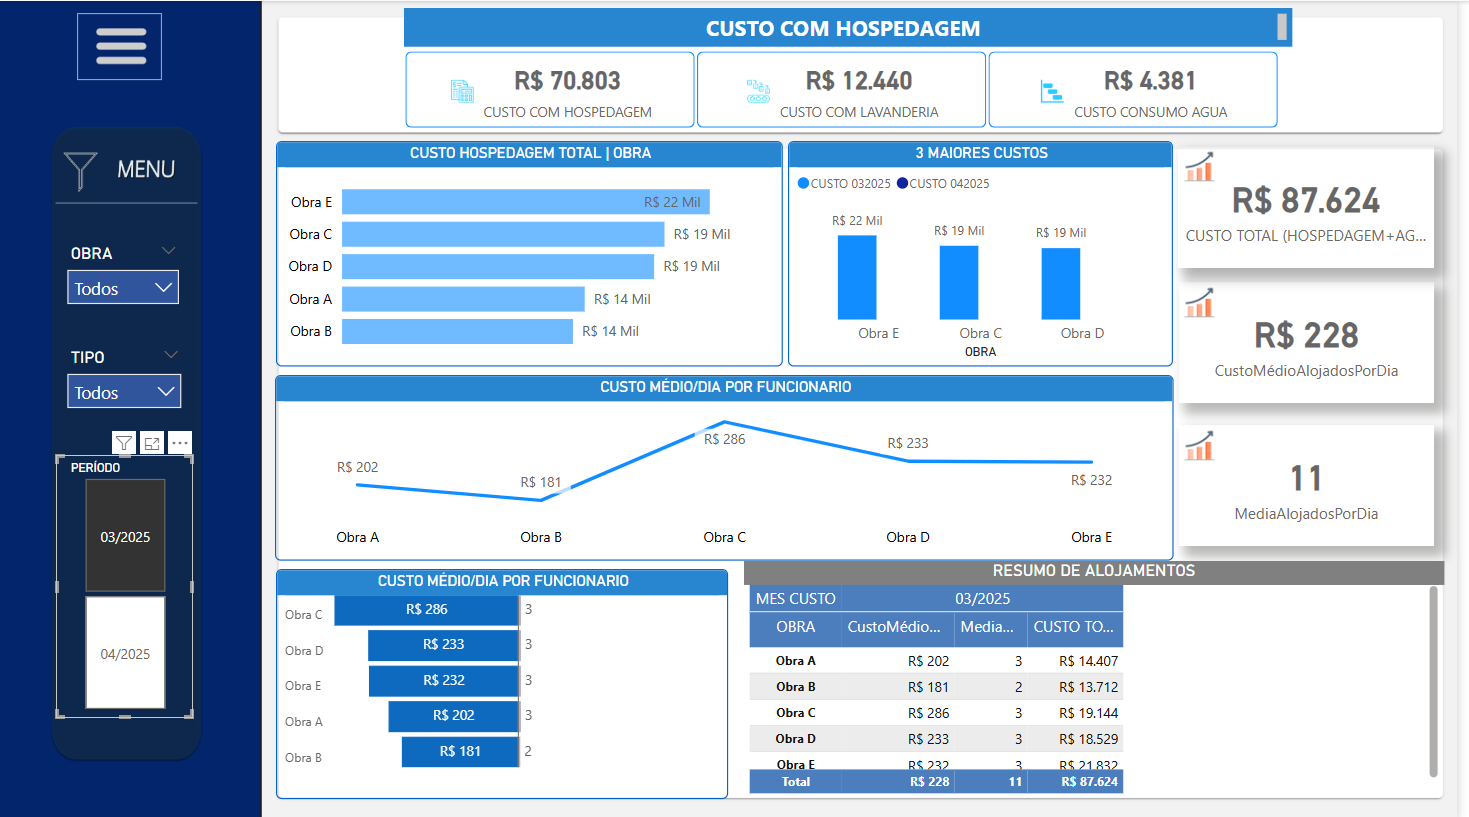 CUSTO COM HOSPEDAGEM
R$ 70.803
CUSTO COM HOSPEDAGEM
R$ 12.440
CUSTO COM LAVANDERIA
R$ 4.381
CUSTO CONSUMO AGUA
MENU
OBRA
Todos
TIPO
Todos
PERÍODO
03/2025
04/2025
CUSTO HOSPEDAGEM TOTAL | OBRA
Obra E R$ 22 Mil
Obra C R$ 19 Mil
Obra D R$ 19 Mil
Obra A R$ 14 Mil
Obra B R$ 14 Mil
3 MAIORES CUSTOS
CUSTO 032025 CUSTO 042025
R$ 22 Mil R$ 19 Mil R$ 19 Mil
Obra E Obra C Obra D
OBRA
R$ 87.624
CUSTO TOTAL (HOSPEDAGEM+AG...
R$ 228
CustoMédioAlojadosPorDia
11
MediaAlojadosPorDia
CUSTO MÉDIO/DIA POR FUNCIONARIO
R$ 202 R$ 181 R$ 286 R$ 233 R$ 232
Obra A Obra B Obra C Obra D Obra E
CUSTO MÉDIO/DIA POR FUNCIONARIO
Obra C R$ 286 3
Obra D R$ 233 3
Obra E R$ 232 3
Obra A R$ 202 3
Obra B R$ 181 2
RESUMO DE ALOJAMENTOS
MES CUSTO 03/2025
OBRA CustoMédio... Media... CUSTO TO...
Obra A R$ 202 3 R$ 14.407
Obra B R$ 181 2 R$ 13.712
Obra C R$ 286 3 R$ 19.144
Obra D R$ 233 3 R$ 18.529
Obra E R$ 232 3 R$ 21.832
Total R$ 228 11 R$ 87.624